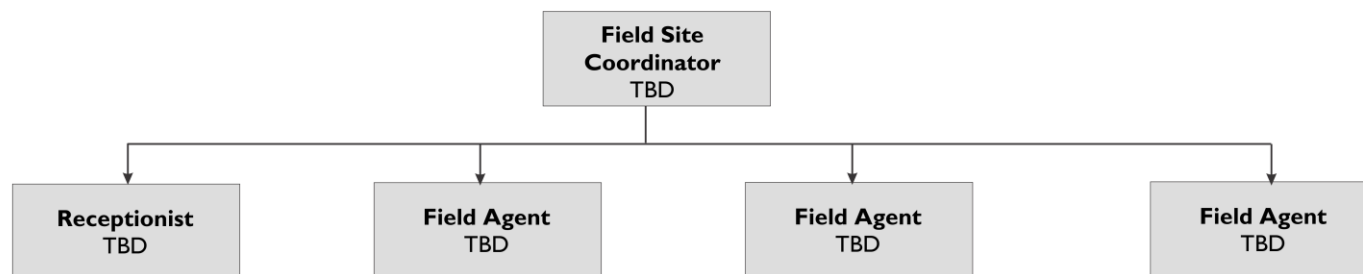 Field Site
Coordinator
TBD
Receptionist
TBD
Field Agent
TBD
Field Agent
TBD
Field Agent
TBD